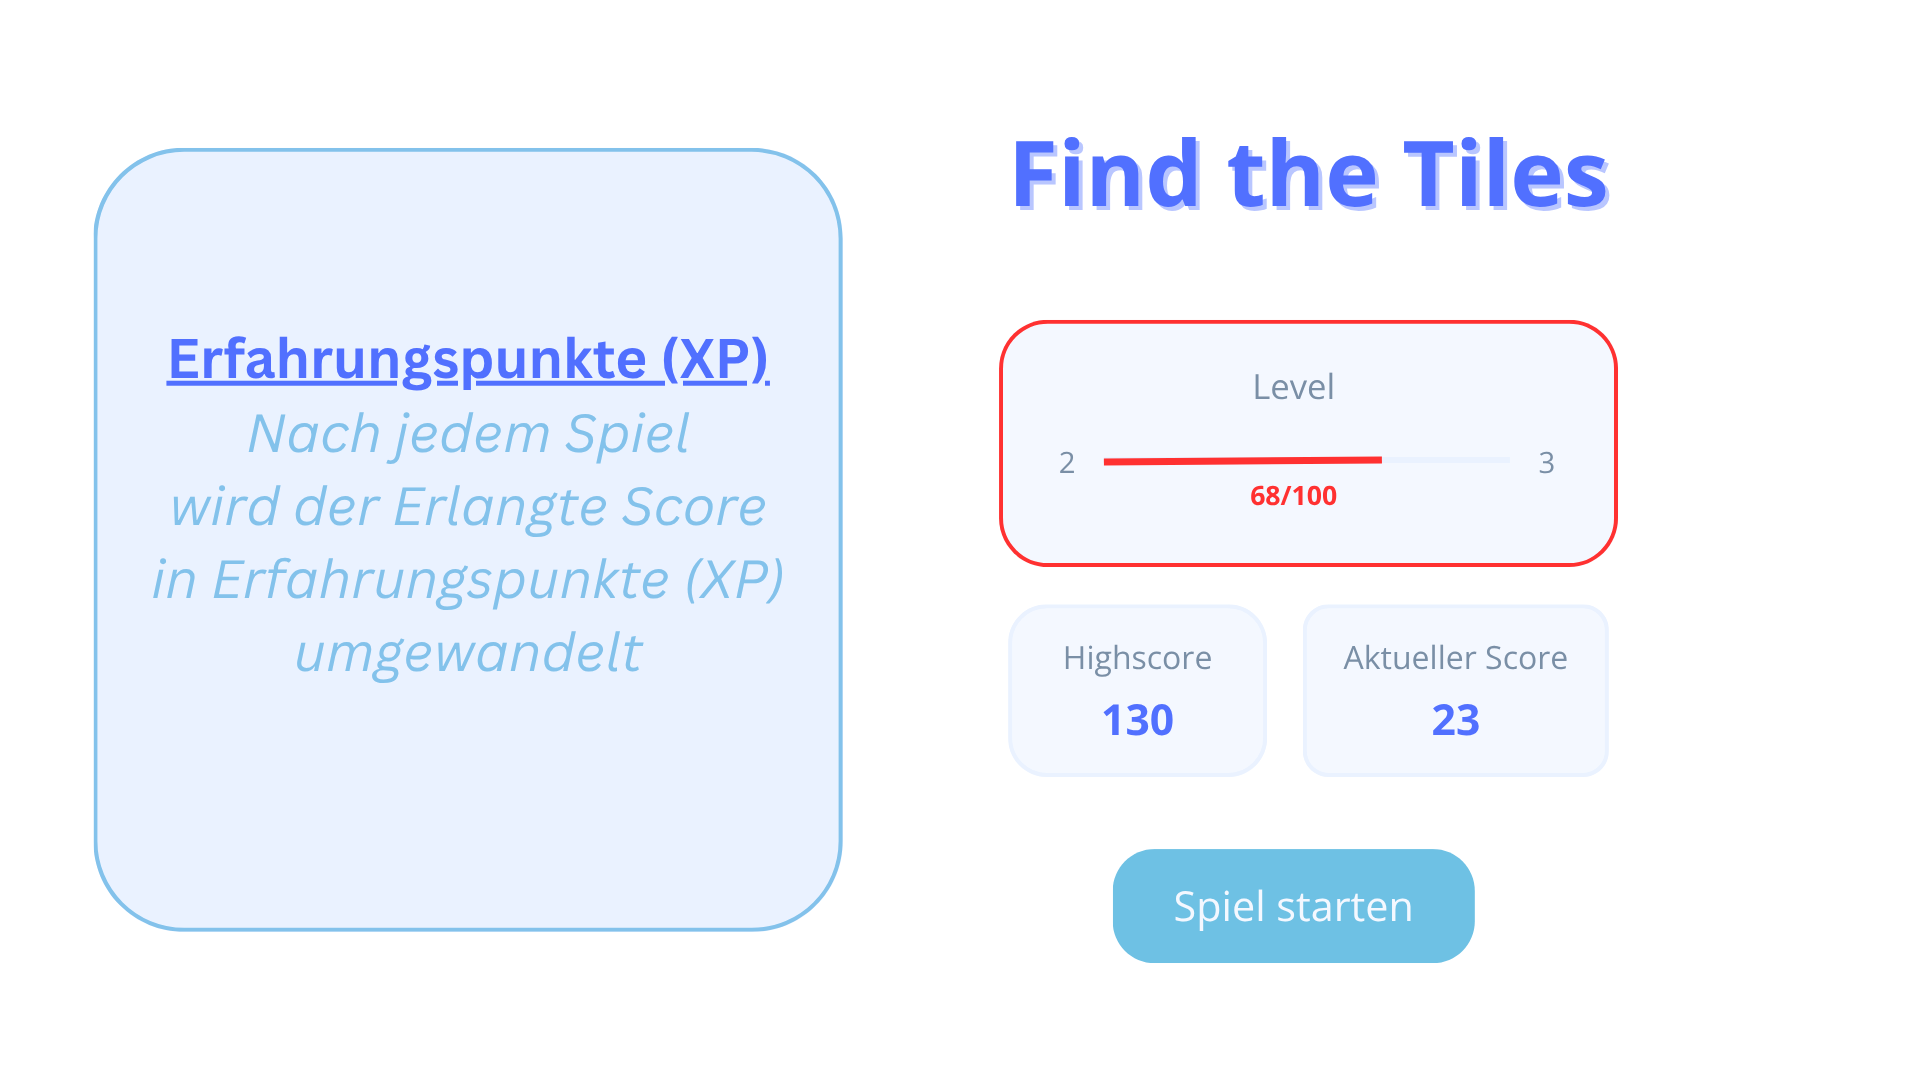 Erfahrungspunkte (XP)
Nach jedem Spiel
wird der Erlangte Score
in Erfahrungspunkte (XP)
umgewandelt
Find the Tiles
Level
2
3
68/100
Highscore
130
Aktueller Score
23
Spiel starten